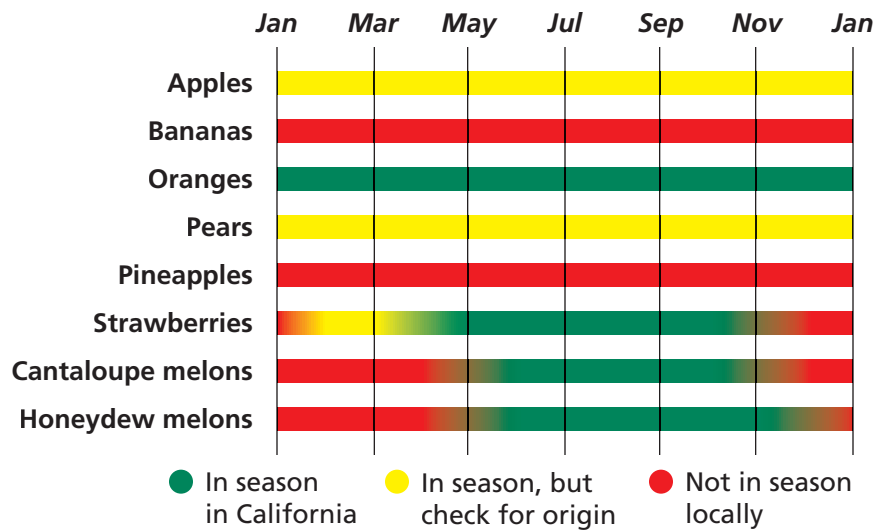 Jan Mar May Jul Sep Nov Jan
Apples
Bananas
Oranges
Pears
Pineapples
Strawberries
Cantaloupe melons
Honeydew melons
In season
in California
In season, but
check for origin
Not in season
locally